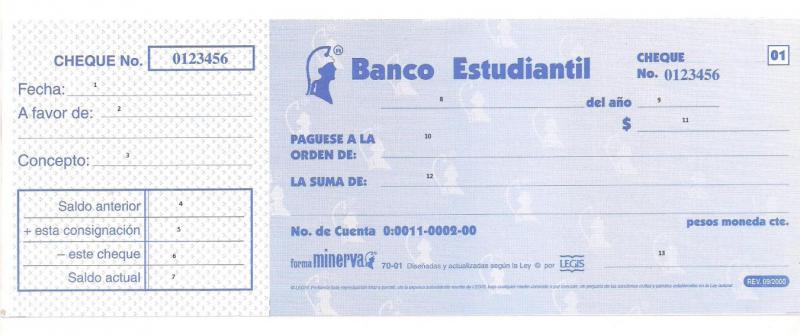 CHEQUE No. 0123456
Fecha: 1
A favor de: 2
Concepto: 3
Saldo anterior 4
+ esta consignación 5
– este cheque 6
Saldo actual 7
Banco Estudiantil
CHEQUE
No. 0123456
01
8 del año 9
$ 11
PAGUESE A LA
ORDEN DE: 10
LA SUMA DE: 12
pesos moneda cte.
No. de Cuenta 0:0011-0002-00
forma minerva 70-01 Diseñadas y actualizadas según la Ley © por LEGIS
13
REV. 09/2000